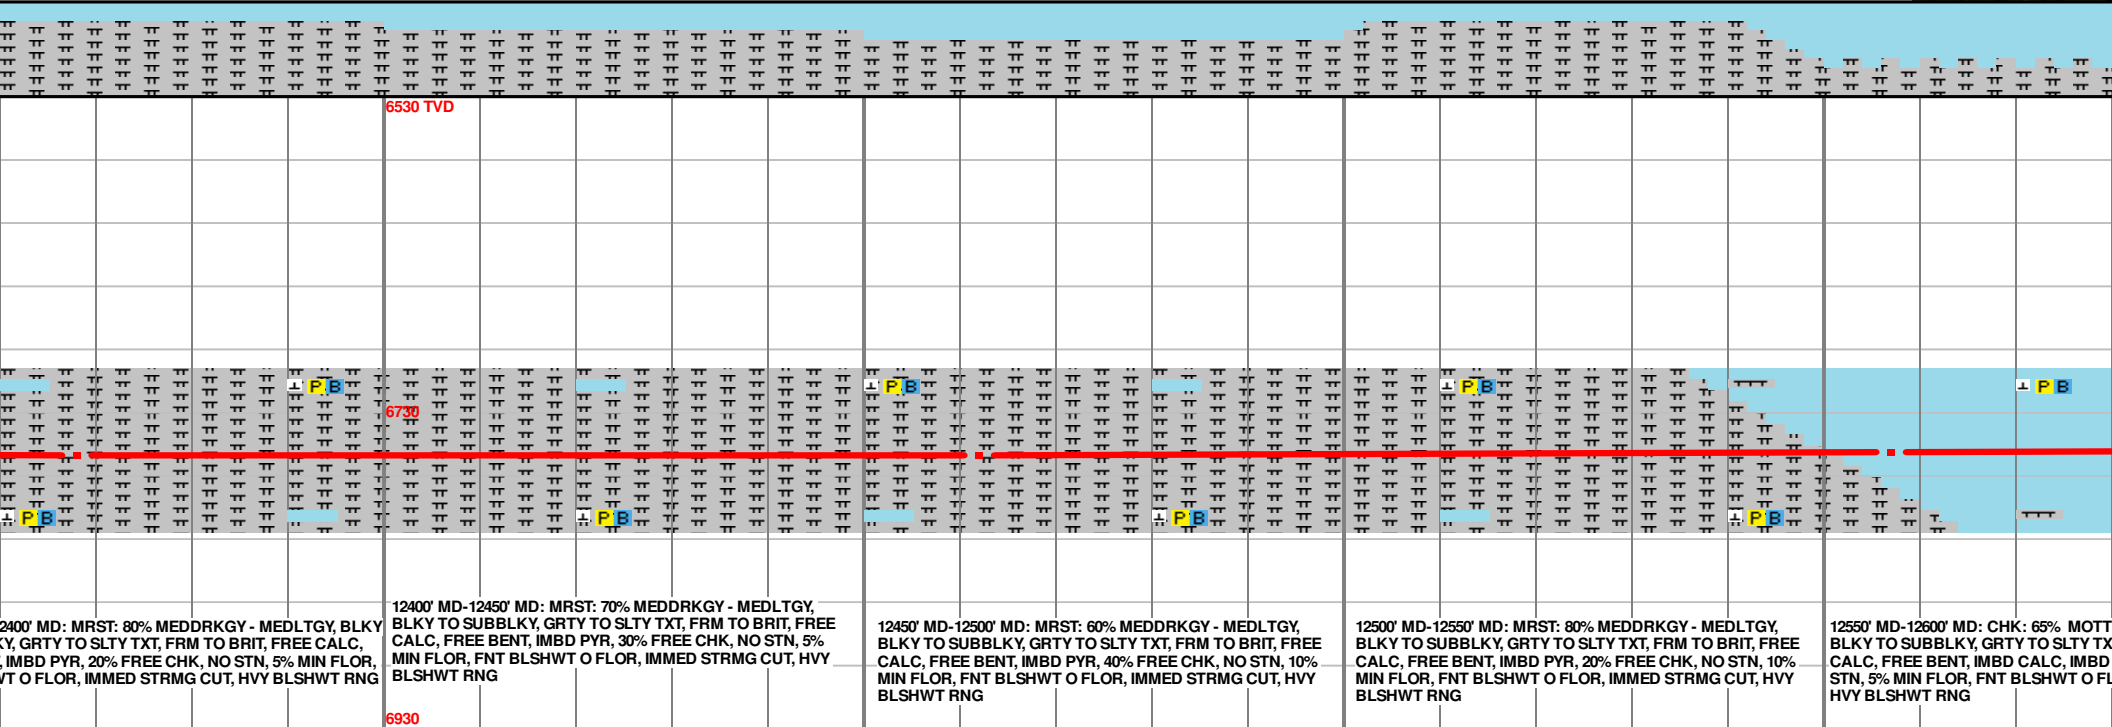 6530 TVD
P B
P B
P B
P B
6730
P B
P B
P B
P B
12400' MD-12450' MD: MRST: 70% MEDDRKGY - MEDLTGY,
BLKY TO SUBBLKY, GRTY TO SLTY TXT, FRM TO BRIT, FREE
CALC, FREE BENT, IMBD PYR, 30% FREE CHK, NO STN, 5%
MIN FLOR, FNT BLSHWT O FLOR, IMMED STRMG CUT, HVY
BLSHWT RNG
2400' MD: MRST: 80% MEDDRKGY - MEDLTGY, BLKY
KY, GRTY TO SLTY TXT, FRM TO BRIT, FREE CALC,
, IMBD PYR, 20% FREE CHK, NO STN, 5% MIN FLOR,
WT O FLOR, IMMED STRMG CUT, HVY BLSHWT RNG
12450' MD-12500' MD: MRST: 60% MEDDRKGY - MEDLTGY,
BLKY TO SUBBLKY, GRTY TO SLTY TXT, FRM TO BRIT, FREE
CALC, FREE BENT, IMBD PYR, 40% FREE CHK, NO STN, 10%
MIN FLOR, FNT BLSHWT O FLOR, IMMED STRMG CUT, HVY
BLSHWT RNG
12500' MD-12550' MD: MRST: 80% MEDDRKGY - MEDLTGY,
BLKY TO SUBBLKY, GRTY TO SLTY TXT, FRM TO BRIT, FREE
CALC, FREE BENT, IMBD PYR, 20% FREE CHK, NO STN, 10%
MIN FLOR, FNT BLSHWT O FLOR, IMMED STRMG CUT, HVY
BLSHWT RNG
12550' MD-12600' MD: CHK: 65% MOTT
BLKY TO SUBBLKY, GRTY TO SLTY TX
CALC, FREE BENT, IMBD CALC, IMBD
STN, 5% MIN FLOR, FNT BLSHWT O FL
HVY BLSHWT RNG
6930